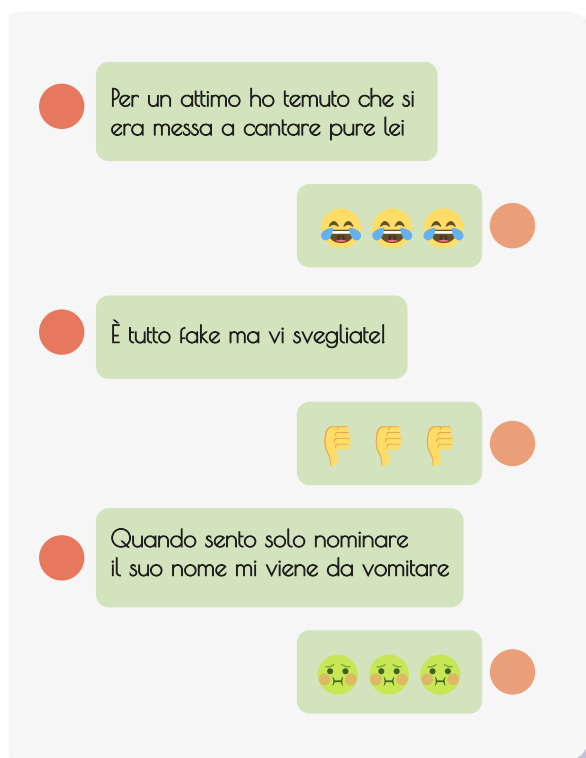 Per un attimo ho temuto che si
era messa a cantare pure lei
😂 😂 😂
È tutto fake ma vi svegliate!
👎 👎 👎
Quando sento solo nominare
il suo nome mi viene da vomitare
🤢 🤢 🤢